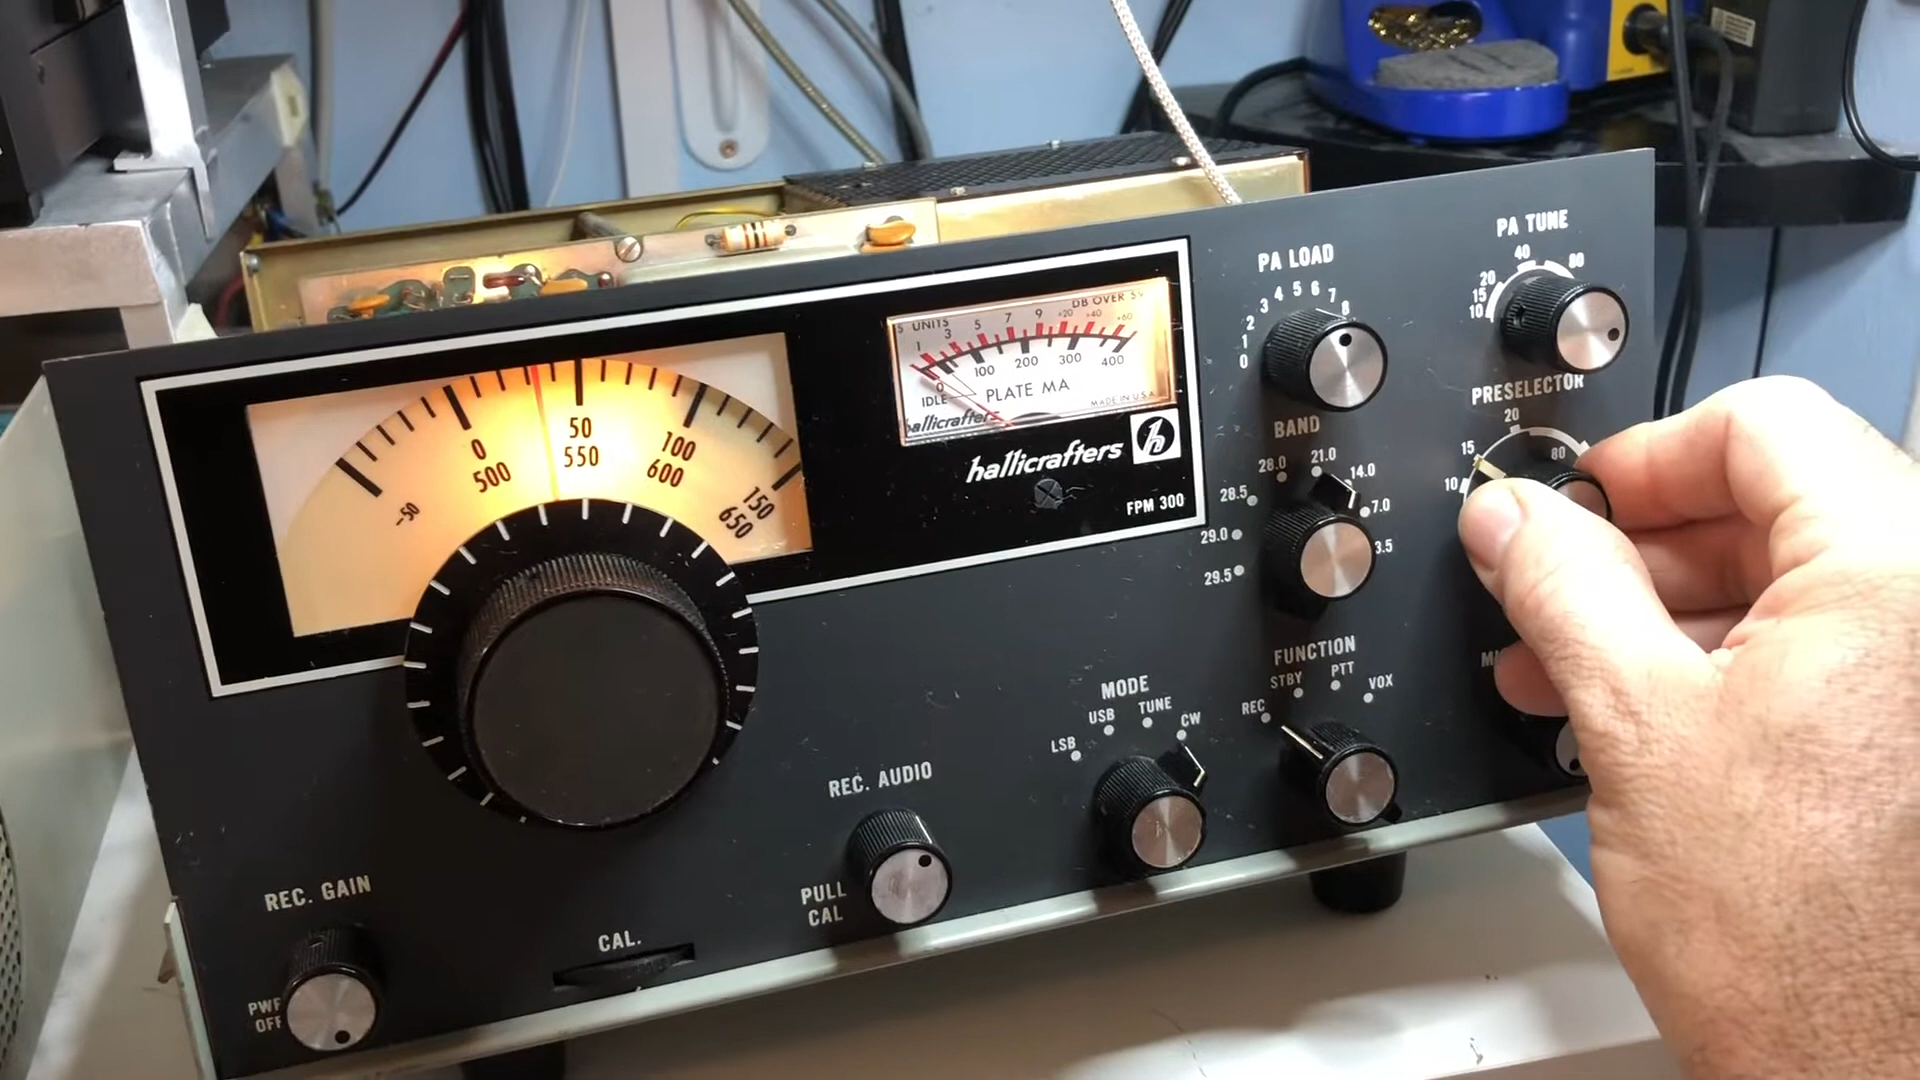 -50
0
500
50
550
100
600
150
650
S UNITS
DB OVER S9
1 3 5 7 9 +20 +40 +60
0 100 200 300 400
IDLE
PLATE MA
MADE IN U.S.A.
hallicrafters
hallicrafters h
FPM 300
PA LOAD
0 1 2 3 4 5 6 7 8
PA TUNE
10 15 20 40 80
PRESELECTOR
10 15 20 80
BAND
29.5 29.0 28.5 28.0 21.0 14.0 7.0 3.5
FUNCTION
REC STBY PTT VOX
MODE
LSB USB TUNE CW
REC. AUDIO
PULL
CAL
REC. GAIN
PWR
OFF
CAL.